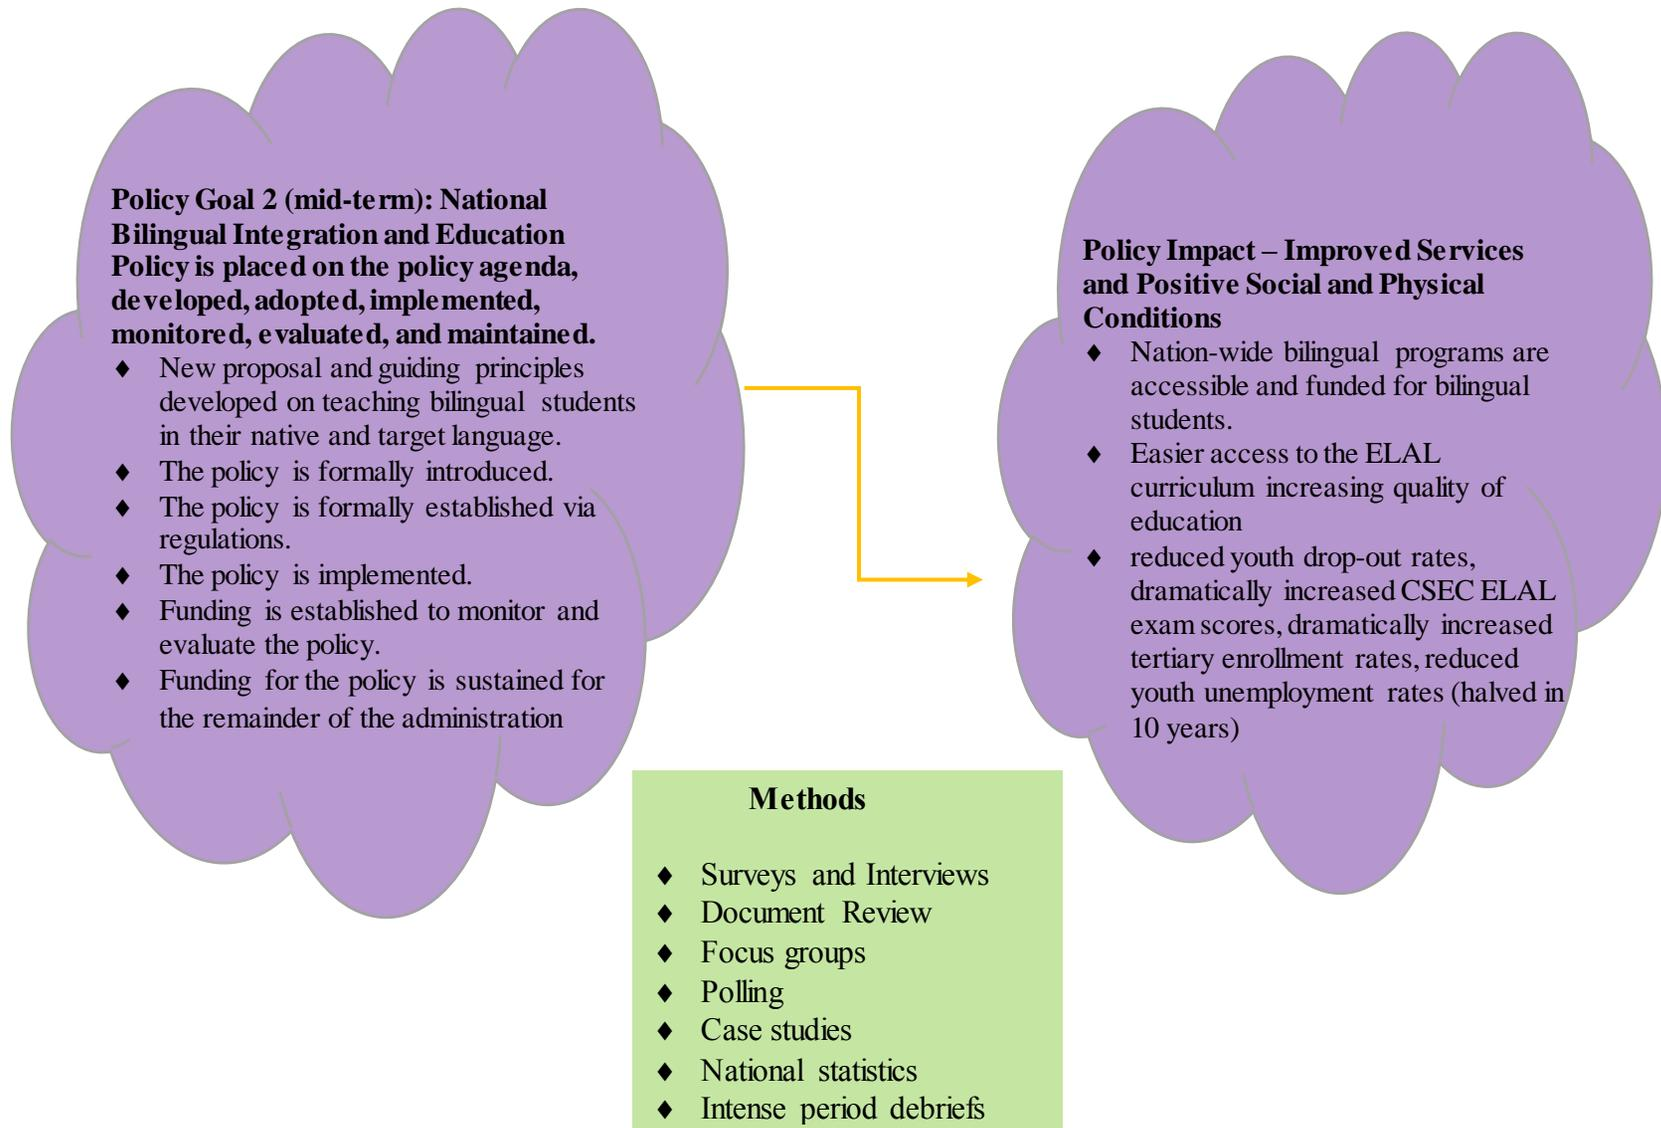 Policy Goal 2 (mid-term): National
Bilingual Integration and Education
Policy is placed on the policy agenda,
developed, adopted, implemented,
monitored, evaluated, and maintained.
♦ New proposal and guiding principles
developed on teaching bilingual students
in their native and target language.
♦ The policy is formally introduced.
♦ The policy is formally established via
regulations.
♦ The policy is implemented.
♦ Funding is established to monitor and
evaluate the policy.
♦ Funding for the policy is sustained for
the remainder of the administration
Policy Impact – Improved Services
and Positive Social and Physical
Conditions
♦ Nation-wide bilingual programs are
accessible and funded for bilingual
students.
♦ Easier access to the ELAL
curriculum increasing quality of
education
♦ reduced youth drop-out rates,
dramatically increased CSEC ELAL
exam scores, dramatically increased
tertiary enrollment rates, reduced
youth unemployment rates (halved in
10 years)
Methods
♦ Surveys and Interviews
♦ Document Review
♦ Focus groups
♦ Polling
♦ Case studies
♦ National statistics
♦ Intense period debriefs